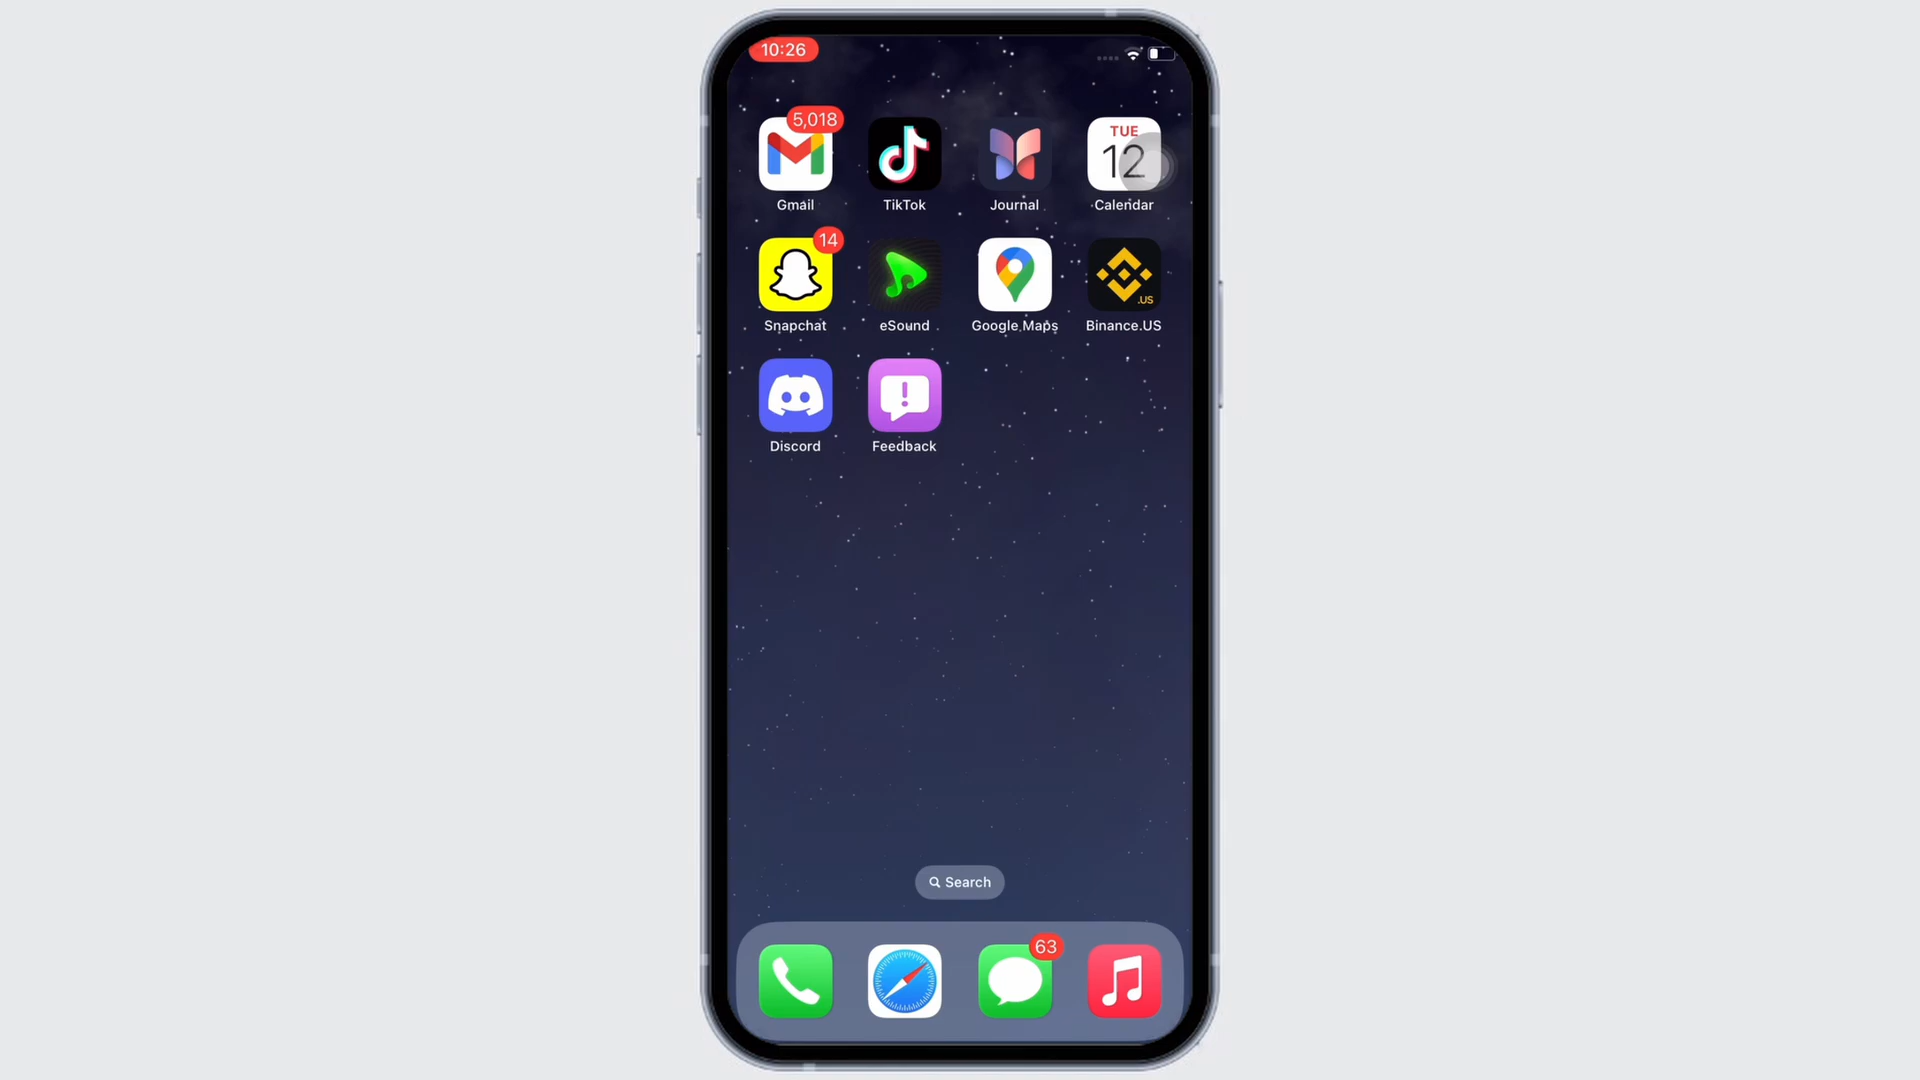 10:26
5,018
TUE
12
Gmail
TikTok
Journal
Calendar
14
.US
Snapchat
eSound
Google Maps
Binance.US
Discord
Feedback
Search
63